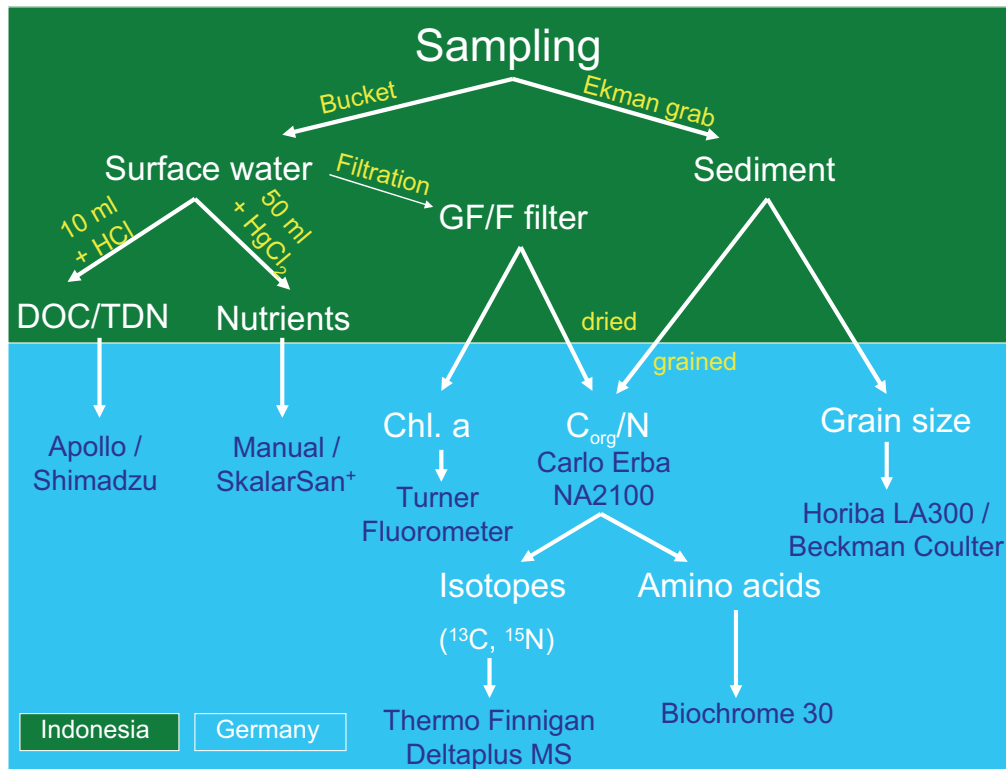 Sampling
Bucket
Ekman grab
Surface water
Filtration
Sediment
10 ml
+ HCl
50 ml
+ HgCl₂
GF/F filter
DOC/TDN
Nutrients
dried
grained
Chl. a
Cₒᵣg/N
Grain size
Apollo /
Shimadzu
Manual /
SkalarSan⁺
Carlo Erba
NA2100
Turner
Fluorometer
Horiba LA300 /
Beckman Coulter
Isotopes
Amino acids
(¹³C, ¹⁵N)
Thermo Finnigan
Deltaplus MS
Biochrome 30
Indonesia
Germany